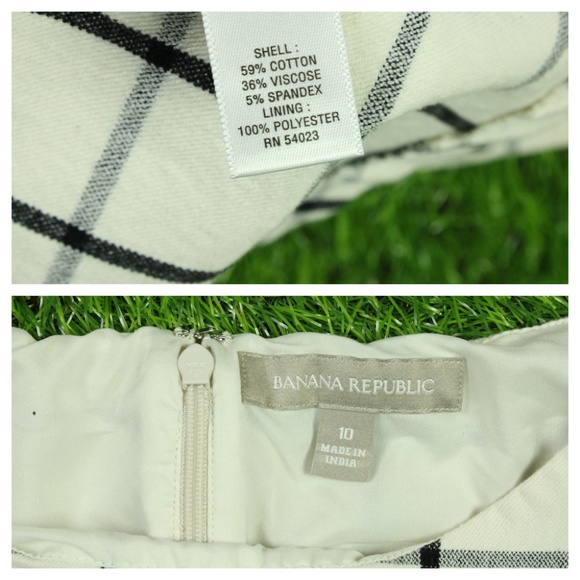 SHELL :
59% COTTON
36% VISCOSE
5% SPANDEX
LINING :
100% POLYESTER
RN 54023
BANANA REPUBLIC
10
MADE IN
INDIA